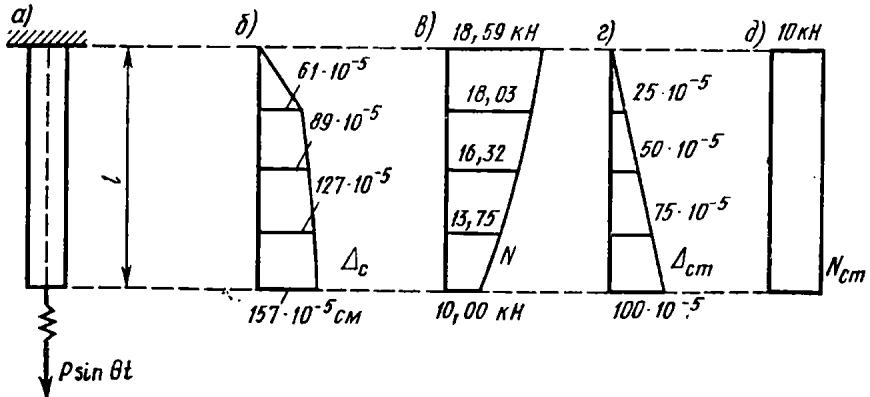 а)
l
P sin θt
б)
61·10⁻⁵
89·10⁻⁵
127·10⁻⁵
Δc
157·10⁻⁵ см
в)
18,59 кН
18,03
16,32
13,75
N
10,00 кН
г)
25·10⁻⁵
50·10⁻⁵
75·10⁻⁵
Δст
100·10⁻⁵
д)
10 кН
Nст